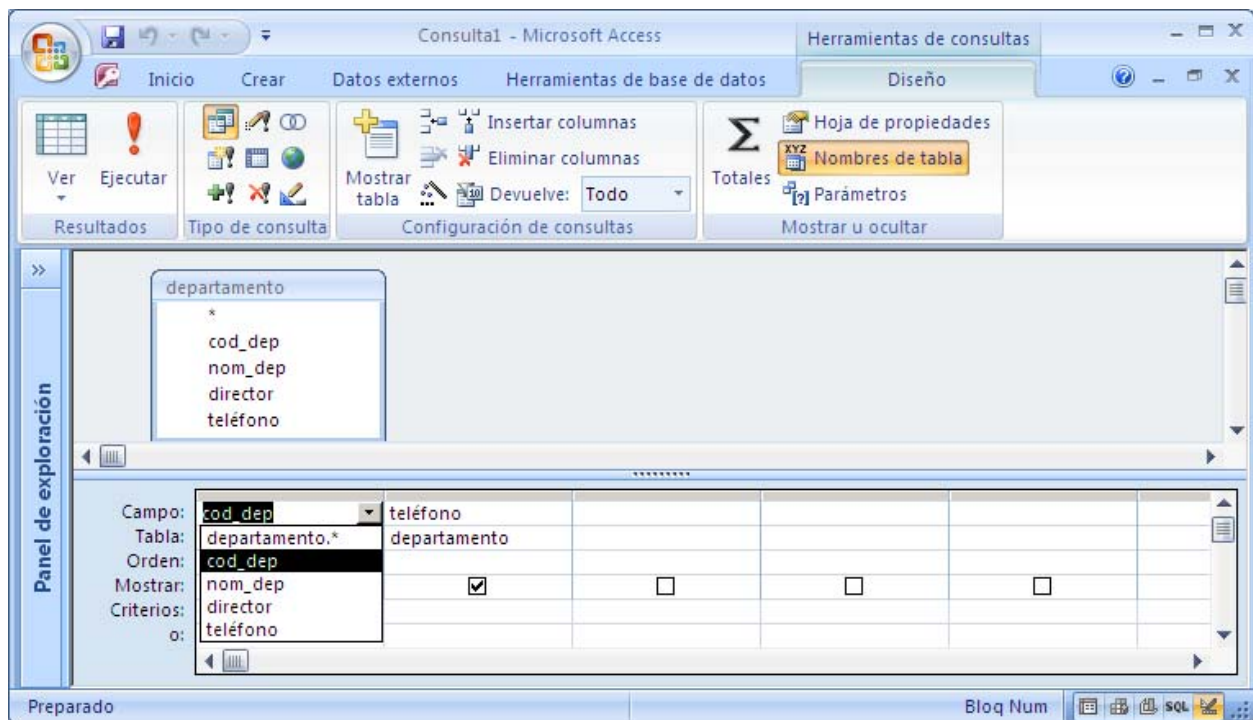 Consulta1 - Microsoft Access
Herramientas de consultas
Inicio Crear Datos externos Herramientas de base de datos Diseño
Ver
Ejecutar
Resultados
Tipo de consulta
Mostrar tabla
Insertar columnas
Eliminar columnas
Devuelve: Todo
Configuración de consultas
Totales
Hoja de propiedades
XYZ
Nombres de tabla
Parámetros
Mostrar u ocultar
Panel de exploración
departamento
*
cod_dep
nom_dep
director
teléfono
Campo: cod_dep teléfono
Tabla: departamento.* departamento
Orden: cod_dep
Mostrar: nom_dep
Criterios: director
o: teléfono
Preparado
Bloq Num
SQL